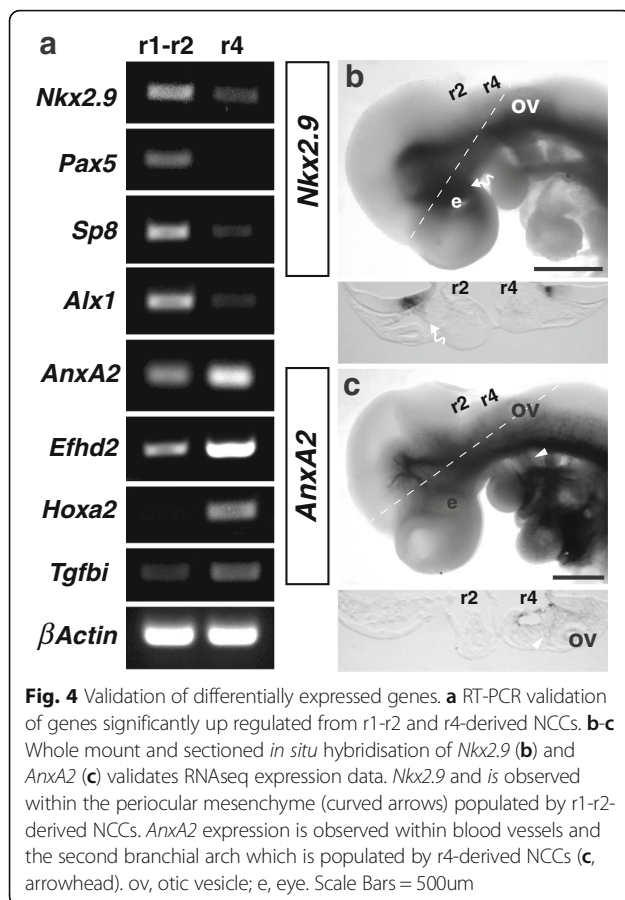 a r1-r2 r4
Nkx2.9
Pax5
Sp8
Alx1
AnxA2
Efhd2
Hoxa2
Tgfbi
βActin
Nkx2.9
AnxA2
b
r2 r4
ov
e
r2 r4
c
r2 r4
ov
e
r2 r4
ov
Fig. 4 Validation of differentially expressed genes. a RT-PCR validation
of genes significantly up regulated from r1-r2 and r4-derived NCCs. b-c
Whole mount and sectioned in situ hybridisation of Nkx2.9 (b) and
AnxA2 (c) validates RNAseq expression data. Nkx2.9 and is observed
within the periocular mesenchyme (curved arrows) populated by r1-r2-
derived NCCs. AnxA2 expression is observed within blood vessels and
the second branchial arch which is populated by r4-derived NCCs (c,
arrowhead). ov, otic vesicle; e, eye. Scale Bars = 500um